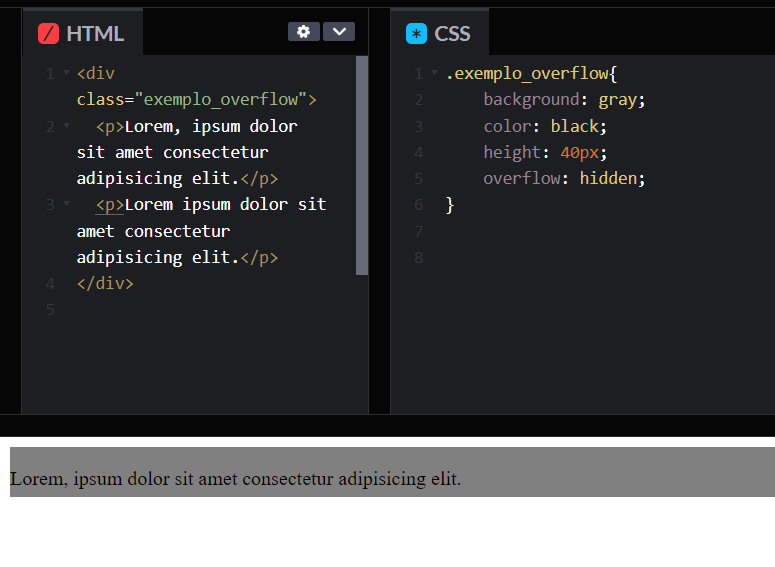 HTML
1 <div
class="exemplo_overflow">
2 <p>Lorem, ipsum dolor
sit amet consectetur
adipisicing elit.</p>
3 <p>Lorem ipsum dolor sit
amet consectetur
adipisicing elit.</p>
4 </div>
5
CSS
1 .exemplo_overflow{
2 background: gray;
3 color: black;
4 height: 40px;
5 overflow: hidden;
6 }
7
8
Lorem, ipsum dolor sit amet consectetur adipisicing elit.